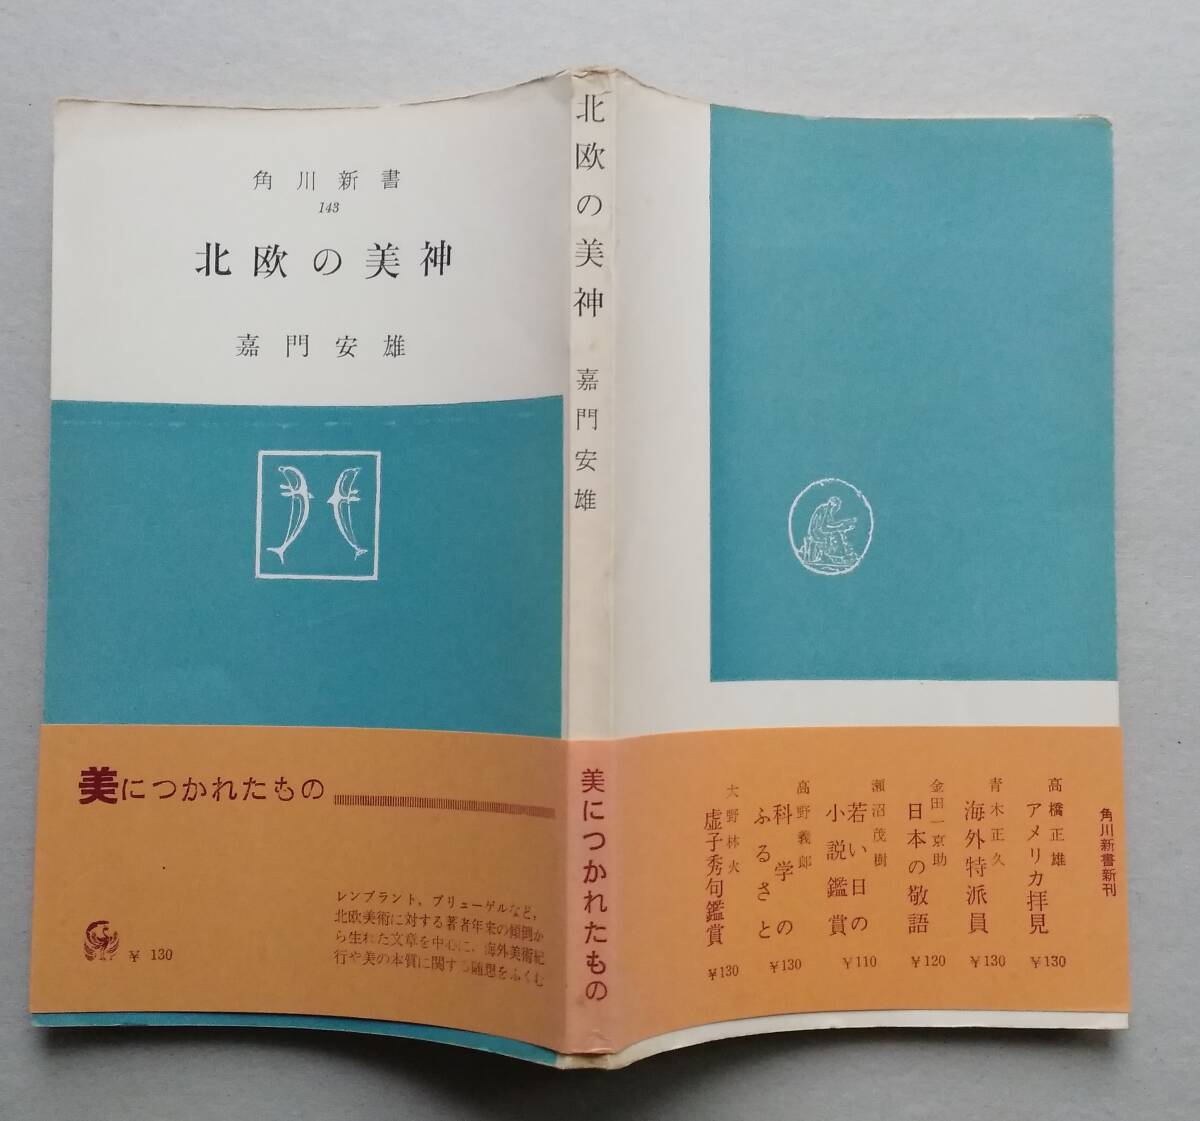 角川新書
143
北欧の美神
嘉門安雄
美につかれたもの
レンブラント，ブリューゲルなど，
北欧美術に対する著者年来の傾倒か
ら生れた文章を中心に、海外美術紀
行や美の本質に関する随想をふくむ
¥ 130
北欧の美神 嘉門安雄
美につかれたもの
角川新書新刊
高橋正雄
アメリカ拝見
¥130
青木正久
海外特派員
¥130
金田一京助
日本の敬語
¥120
瀬沼茂樹
若い日の
小説鑑賞
¥110
高野義郎
科学の
ふるさと
¥130
大野林火
虚子秀句鑑賞
¥130